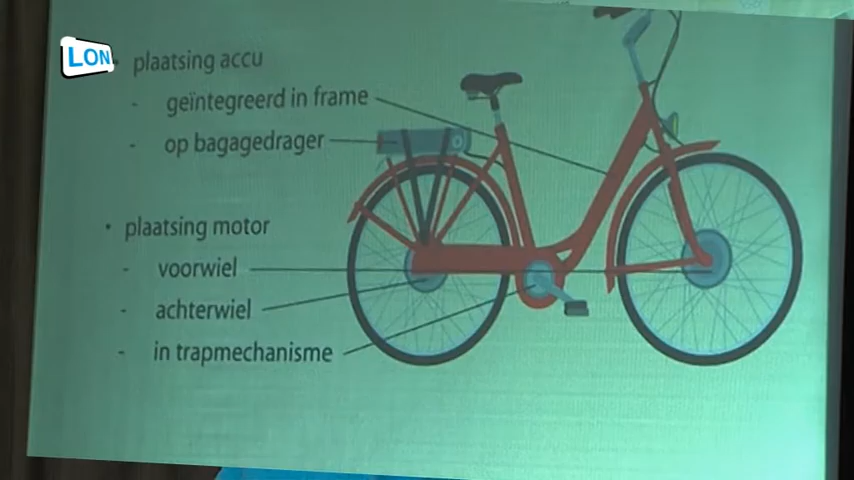 LON
• plaatsing accu
- geïntegreerd in frame
- op bagagedrager
• plaatsing motor
- voorwiel
- achterwiel
- in trapmechanisme